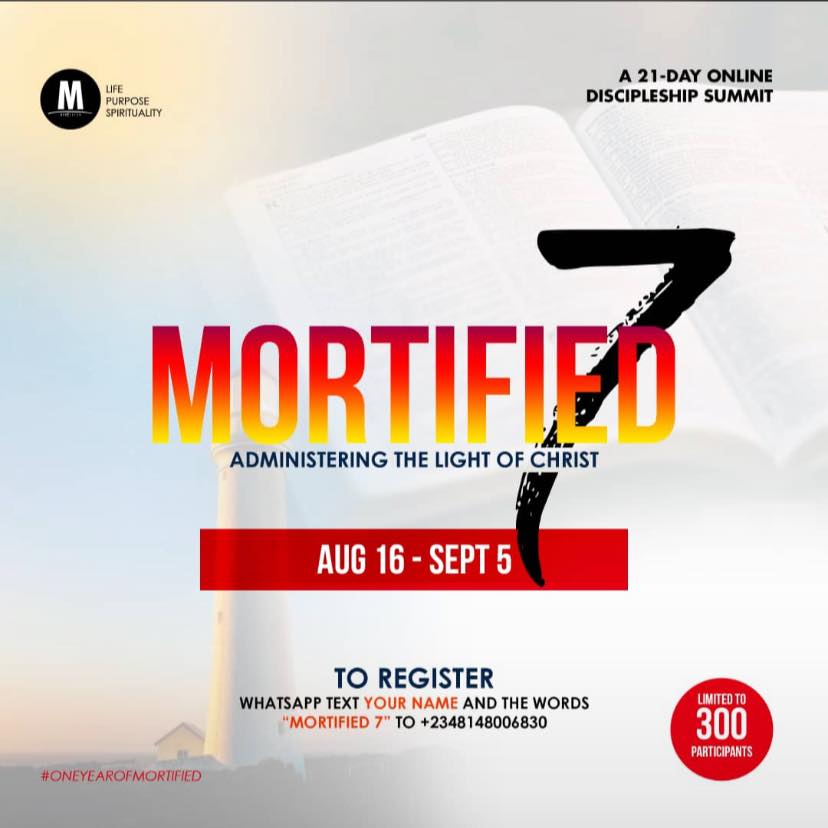 M
LIFE
PURPOSE
SPIRITUALITY
A 21-DAY ONLINE
DISCIPLESHIP SUMMIT
7
MORTIFIED
ADMINISTERING THE LIGHT OF CHRIST
AUG 16 - SEPT 5
TO REGISTER
WHATSAPP TEXT YOUR NAME AND THE WORDS
“MORTIFIED 7” TO +2348148006830
LIMITED TO
300
PARTICIPANTS
#ONEYEAROFMORTIFIED